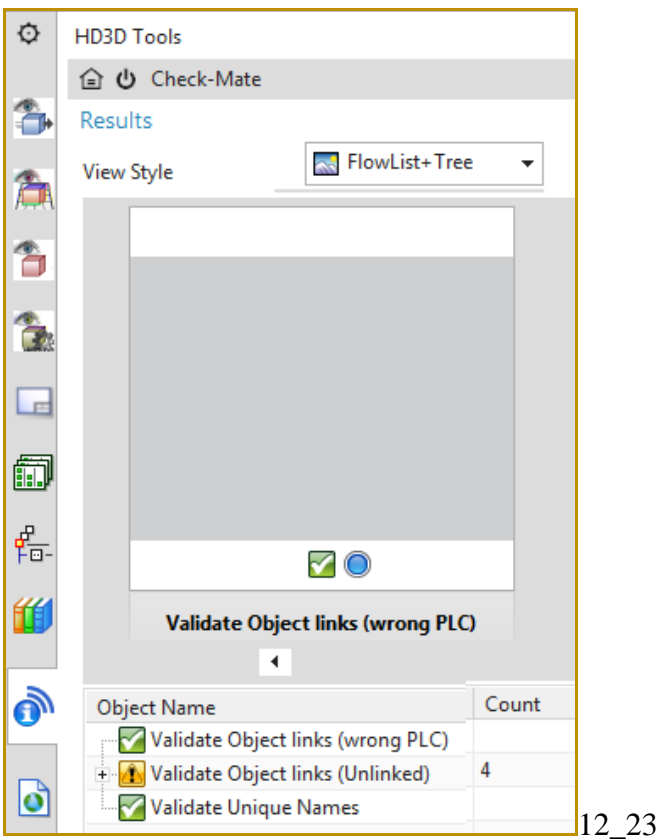 HD3D Tools
Check-Mate
Results
View Style
FlowList+Tree
Validate Object links (wrong PLC)
Object Name Count
Validate Object links (wrong PLC)
Validate Object links (Unlinked) 4
Validate Unique Names
12_23